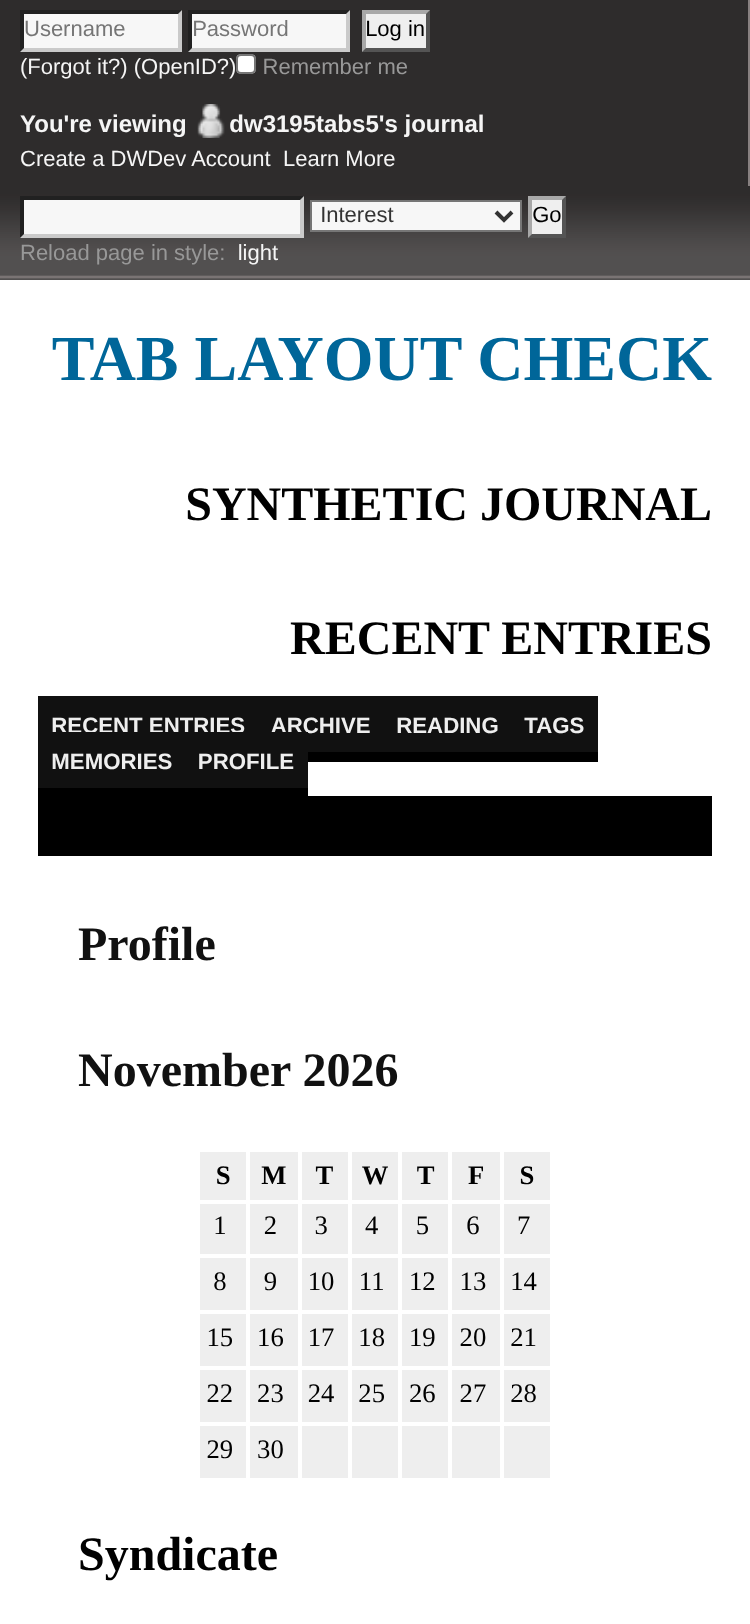 Username Password Log in
(Forgot it?) (OpenID?) Remember me
You're viewing dw3195tabs5's journal
Create a DWDev Account Learn More
Interest Go
Reload page in style: light
TAB LAYOUT CHECK
SYNTHETIC JOURNAL
RECENT ENTRIES
RECENT ENTRIES ARCHIVE READING TAGS
MEMORIES PROFILE
Profile
November 2026
S M T W T F S
1 2 3 4 5 6 7
8 9 10 11 12 13 14
15 16 17 18 19 20 21
22 23 24 25 26 27 28
29 30
Syndicate